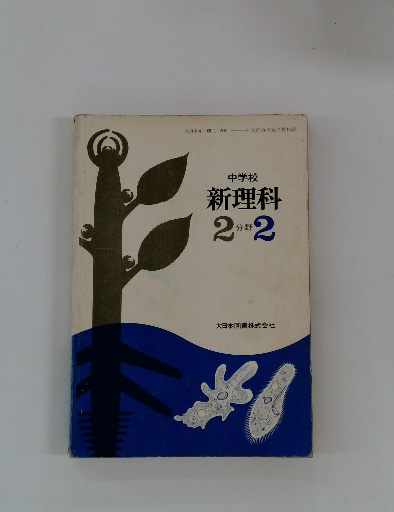 中学校
新理科
2分野2
大日本図書株式会社